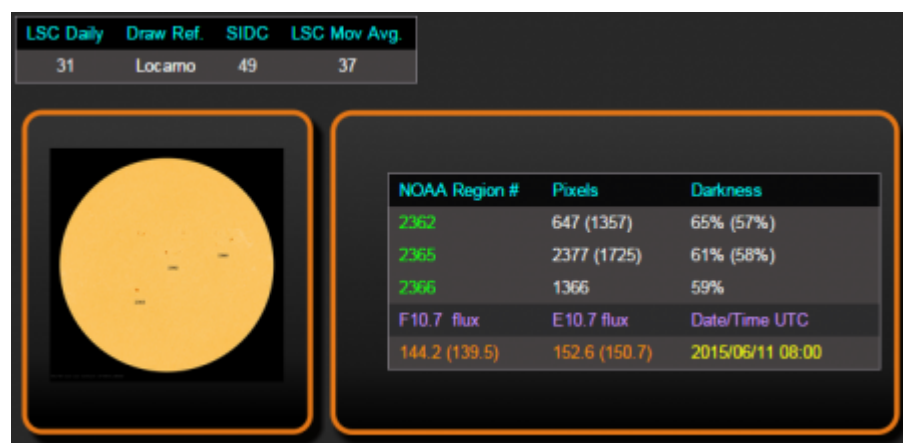 LSC Daily Draw Ref. SIDC LSC Mov Avg.
31 Locarno 49 37
NOAA Region # Pixels Darkness
2362 647 (1357) 65% (57%)
2365 2377 (1725) 61% (58%)
2366 1366 59%
F10.7 flux E10.7 flux Date/Time UTC
144.2 (139.5) 152.6 (150.7) 2015/06/11 08:00